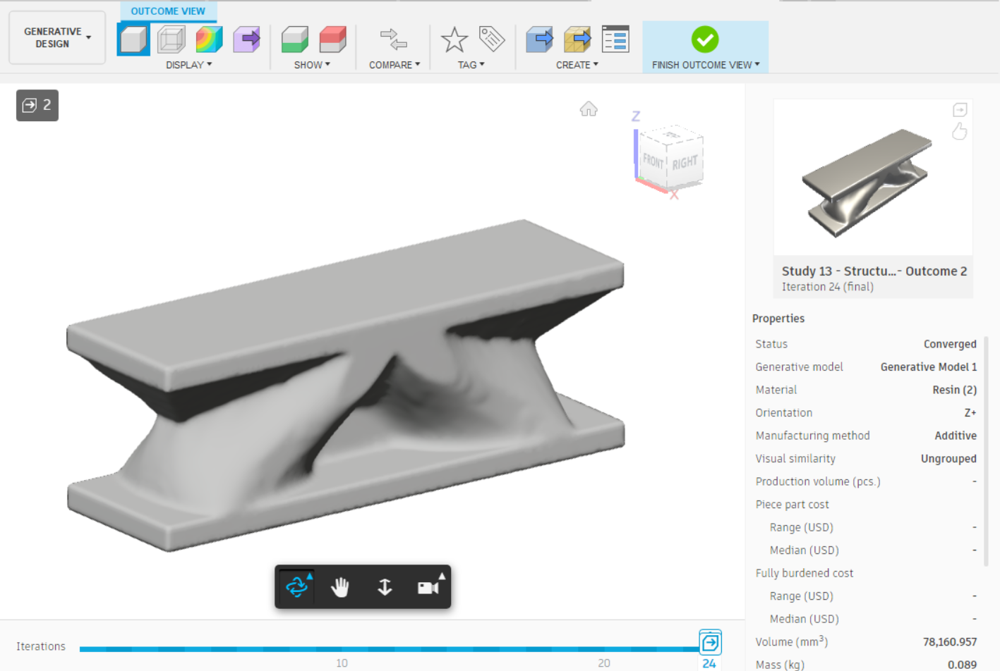 OUTCOME VIEW
GENERATIVE
DESIGN
DISPLAY
SHOW
COMPARE
TAG
CREATE
FINISH OUTCOME VIEW
2
Z
FRONT
RIGHT
X
Study 13 - Structu...- Outcome 2
Iteration 24 (final)
Properties
Status Converged
Generative model Generative Model 1
Material Resin (2)
Orientation Z+
Manufacturing method Additive
Visual similarity Ungrouped
Production volume (pcs.) -
Piece part cost
Range (USD) -
Median (USD) -
Fully burdened cost
Range (USD) -
Median (USD) -
Volume (mm³) 78,160.957
Mass (kg) 0.089
Iterations
10
20
24